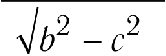 √b² − c²